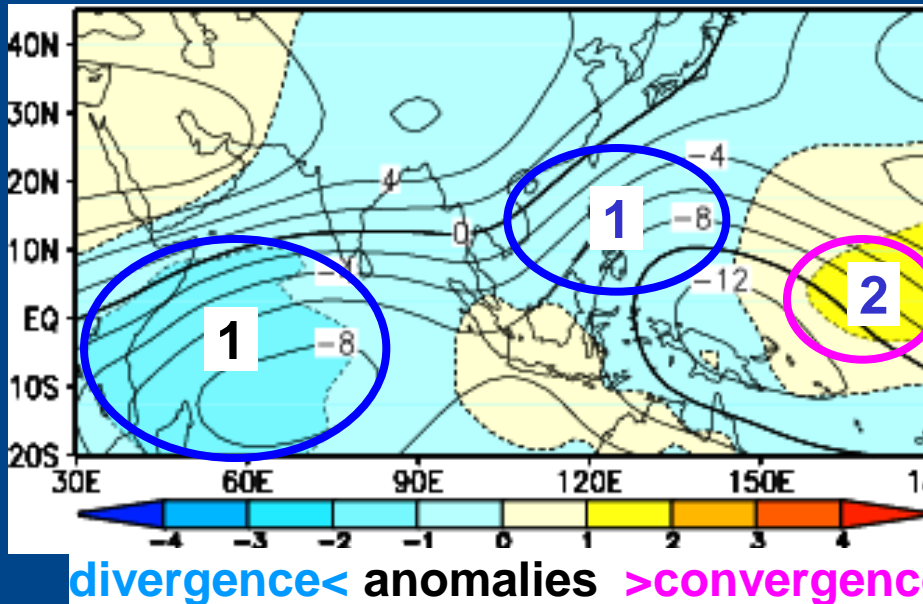 40N
30N
20N
10N
EQ
10S
20S
4
0
-4
-8
-4
-8
-12
1
1
2
30E 60E 90E 120E 150E
-4 -3 -2 -1 0 1 2 3 4
divergence< anomalies >convergence